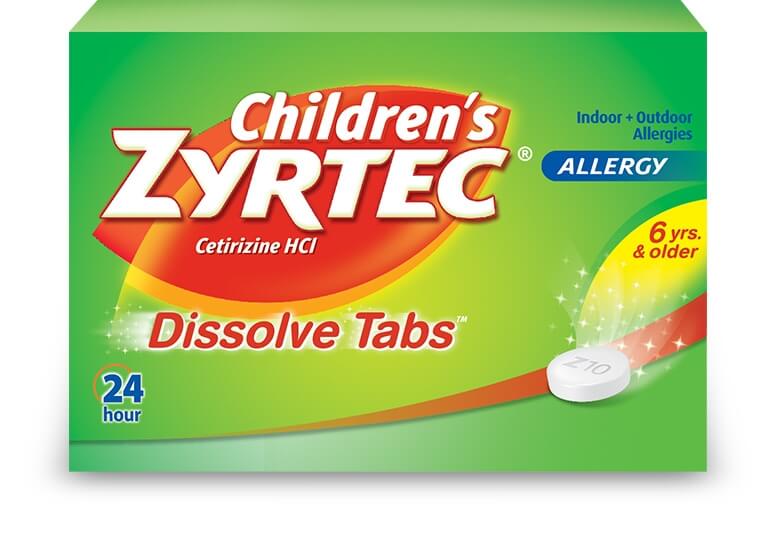 Children's
ZYRTEC®
Cetirizine HCl
Indoor + Outdoor
Allergies
ALLERGY
6 yrs.
& older
Dissolve Tabs™
Z10
24
hour